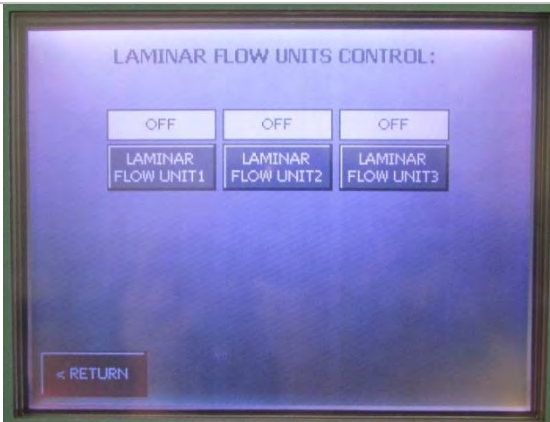 LAMINAR FLOW UNITS CONTROL:
OFF OFF OFF
LAMINAR LAMINAR LAMINAR
FLOW UNIT1 FLOW UNIT2 FLOW UNIT3
< RETURN